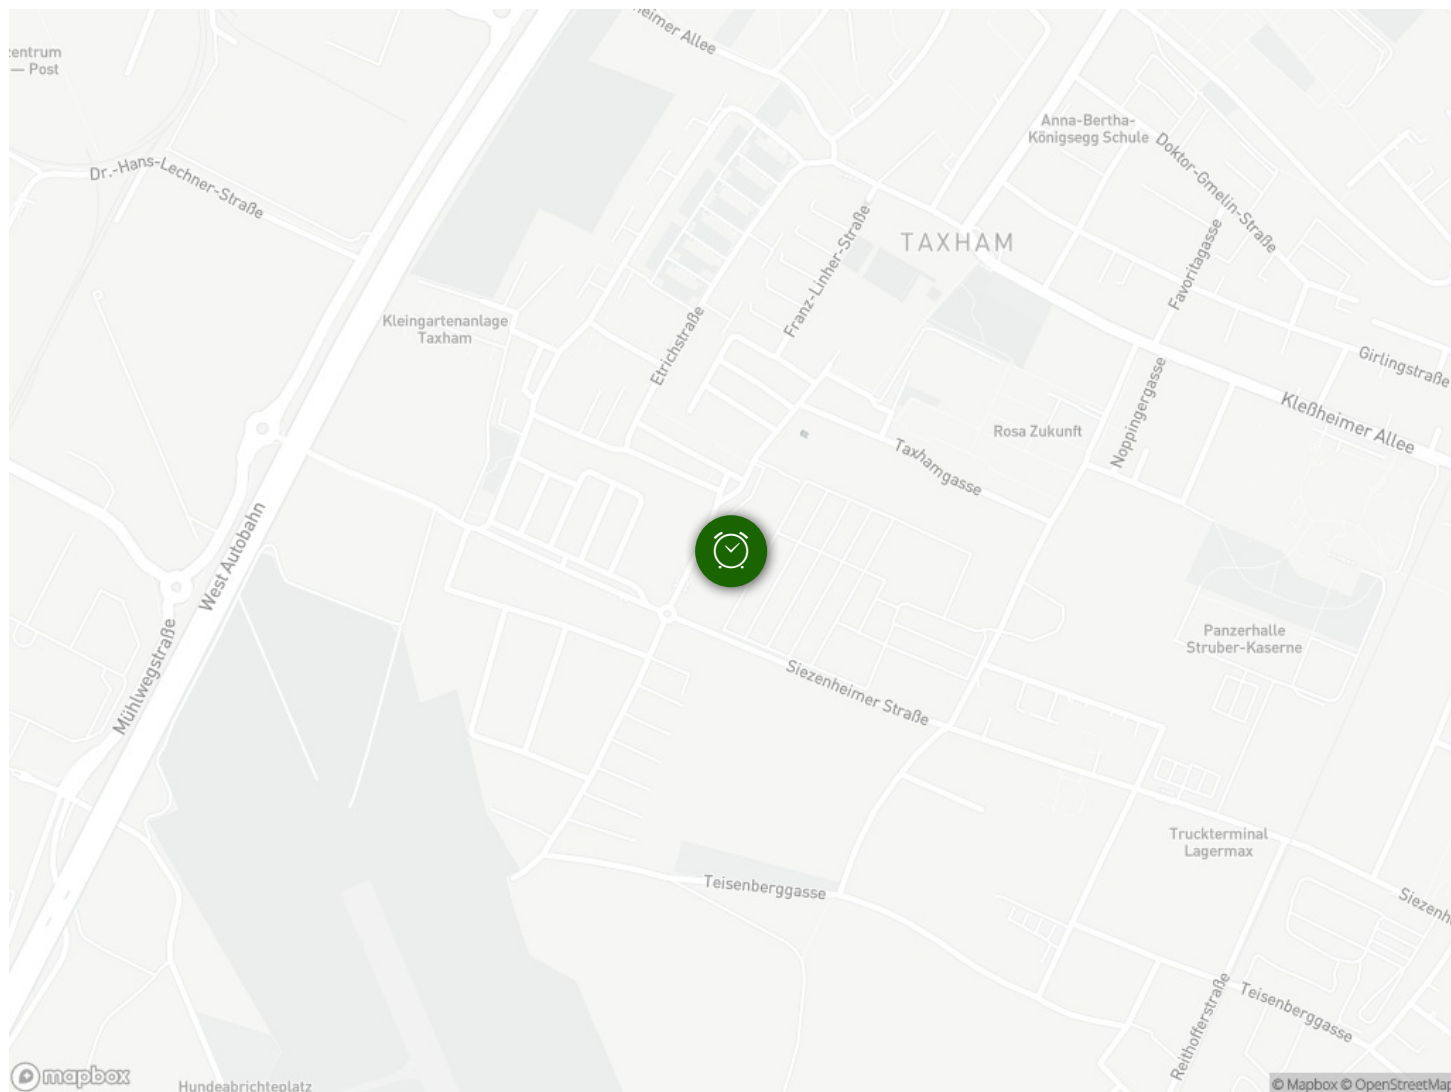 heimer Allee
zentrum
— Post
Anna-Bertha-
Königsegg Schule
Doktor-Gmelin-Straße
Dr.-Hans-Lechner-Straße
TAXHAM
Franz-Linher-Straße
Favoritagasse
Kleingartenanlage
Taxham
Etrichstraße
Girlingstraße
Noppingergasse
Kleßheimer Allee
Rosa Zukunft
Taxhamgasse
West Autobahn
Mühlwegstraße
Panzerhalle
Struber-Kaserne
Siezenheimer Straße
Truckterminal
Lagermax
Teisenberggasse
Siezenh
Reithofferstraße
Teisenberggasse
mapbox
Hundeabrichteplatz
© Mapbox © OpenStreetMap